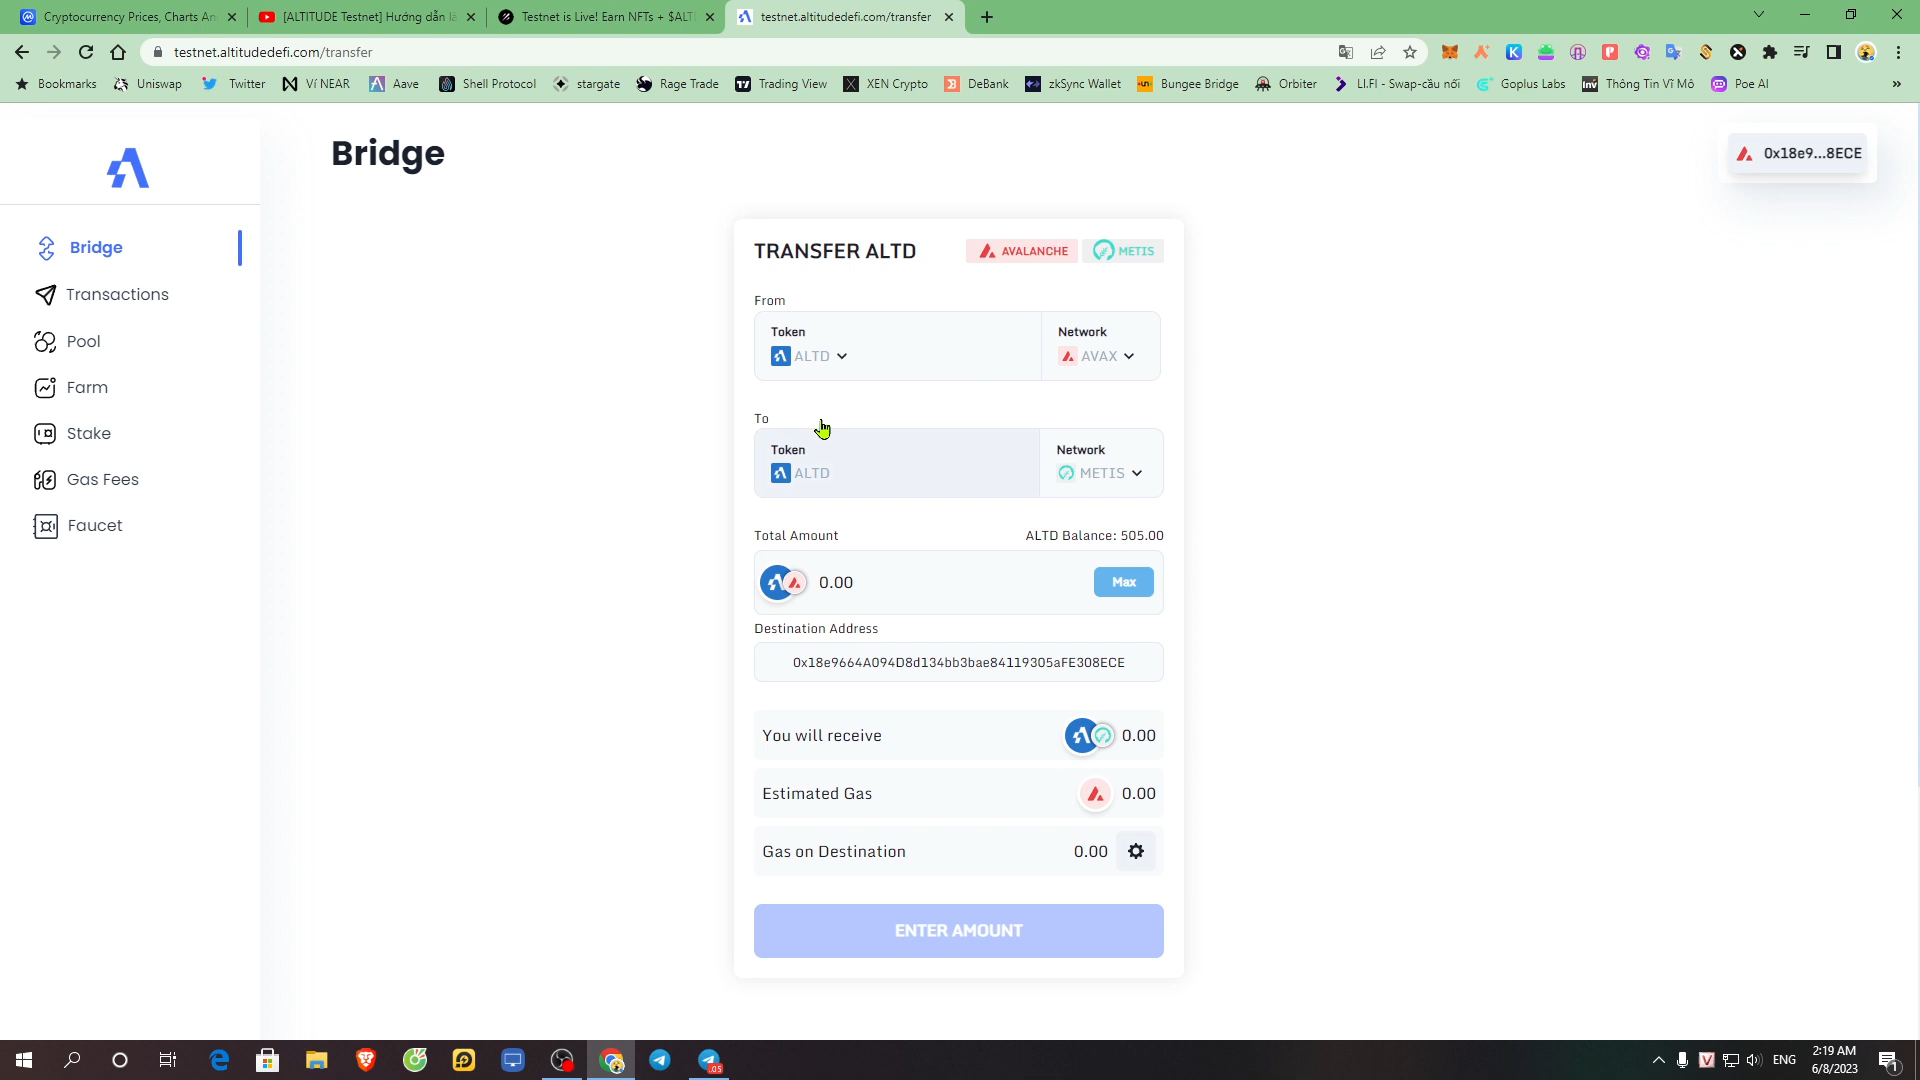 Cryptocurrency Prices, Charts An
[ALTITUDE Testnet] Hướng dẫn là
Testnet is Live! Earn NFTs + $ALT
testnet.altitudedefi.com/transfer
testnet.altitudedefi.com/transfer
Bookmarks
Uniswap
Twitter
Ví NEAR
Aave
Shell Protocol
stargate
Rage Trade
Trading View
XEN Crypto
DeBank
zkSync Wallet
Bungee Bridge
Orbiter
LI.FI - Swap-cầu nối
Goplus Labs
Thông Tin Vĩ Mô
Poe AI
Bridge
0x18e9...8ECE
Bridge
Transactions
Pool
Farm
Stake
Gas Fees
Faucet
TRANSFER ALTD
AVALANCHE
METIS
From
Token
Network
ALTD
AVAX
To
Token
Network
ALTD
METIS
Total Amount
ALTD Balance: 505.00
0.00
Max
Destination Address
0x18e9664A094D8d134bb3bae84119305aFE308ECE
You will receive
0.00
Estimated Gas
0.00
Gas on Destination
0.00
ENTER AMOUNT
ENG
2:19 AM
6/8/2023
1